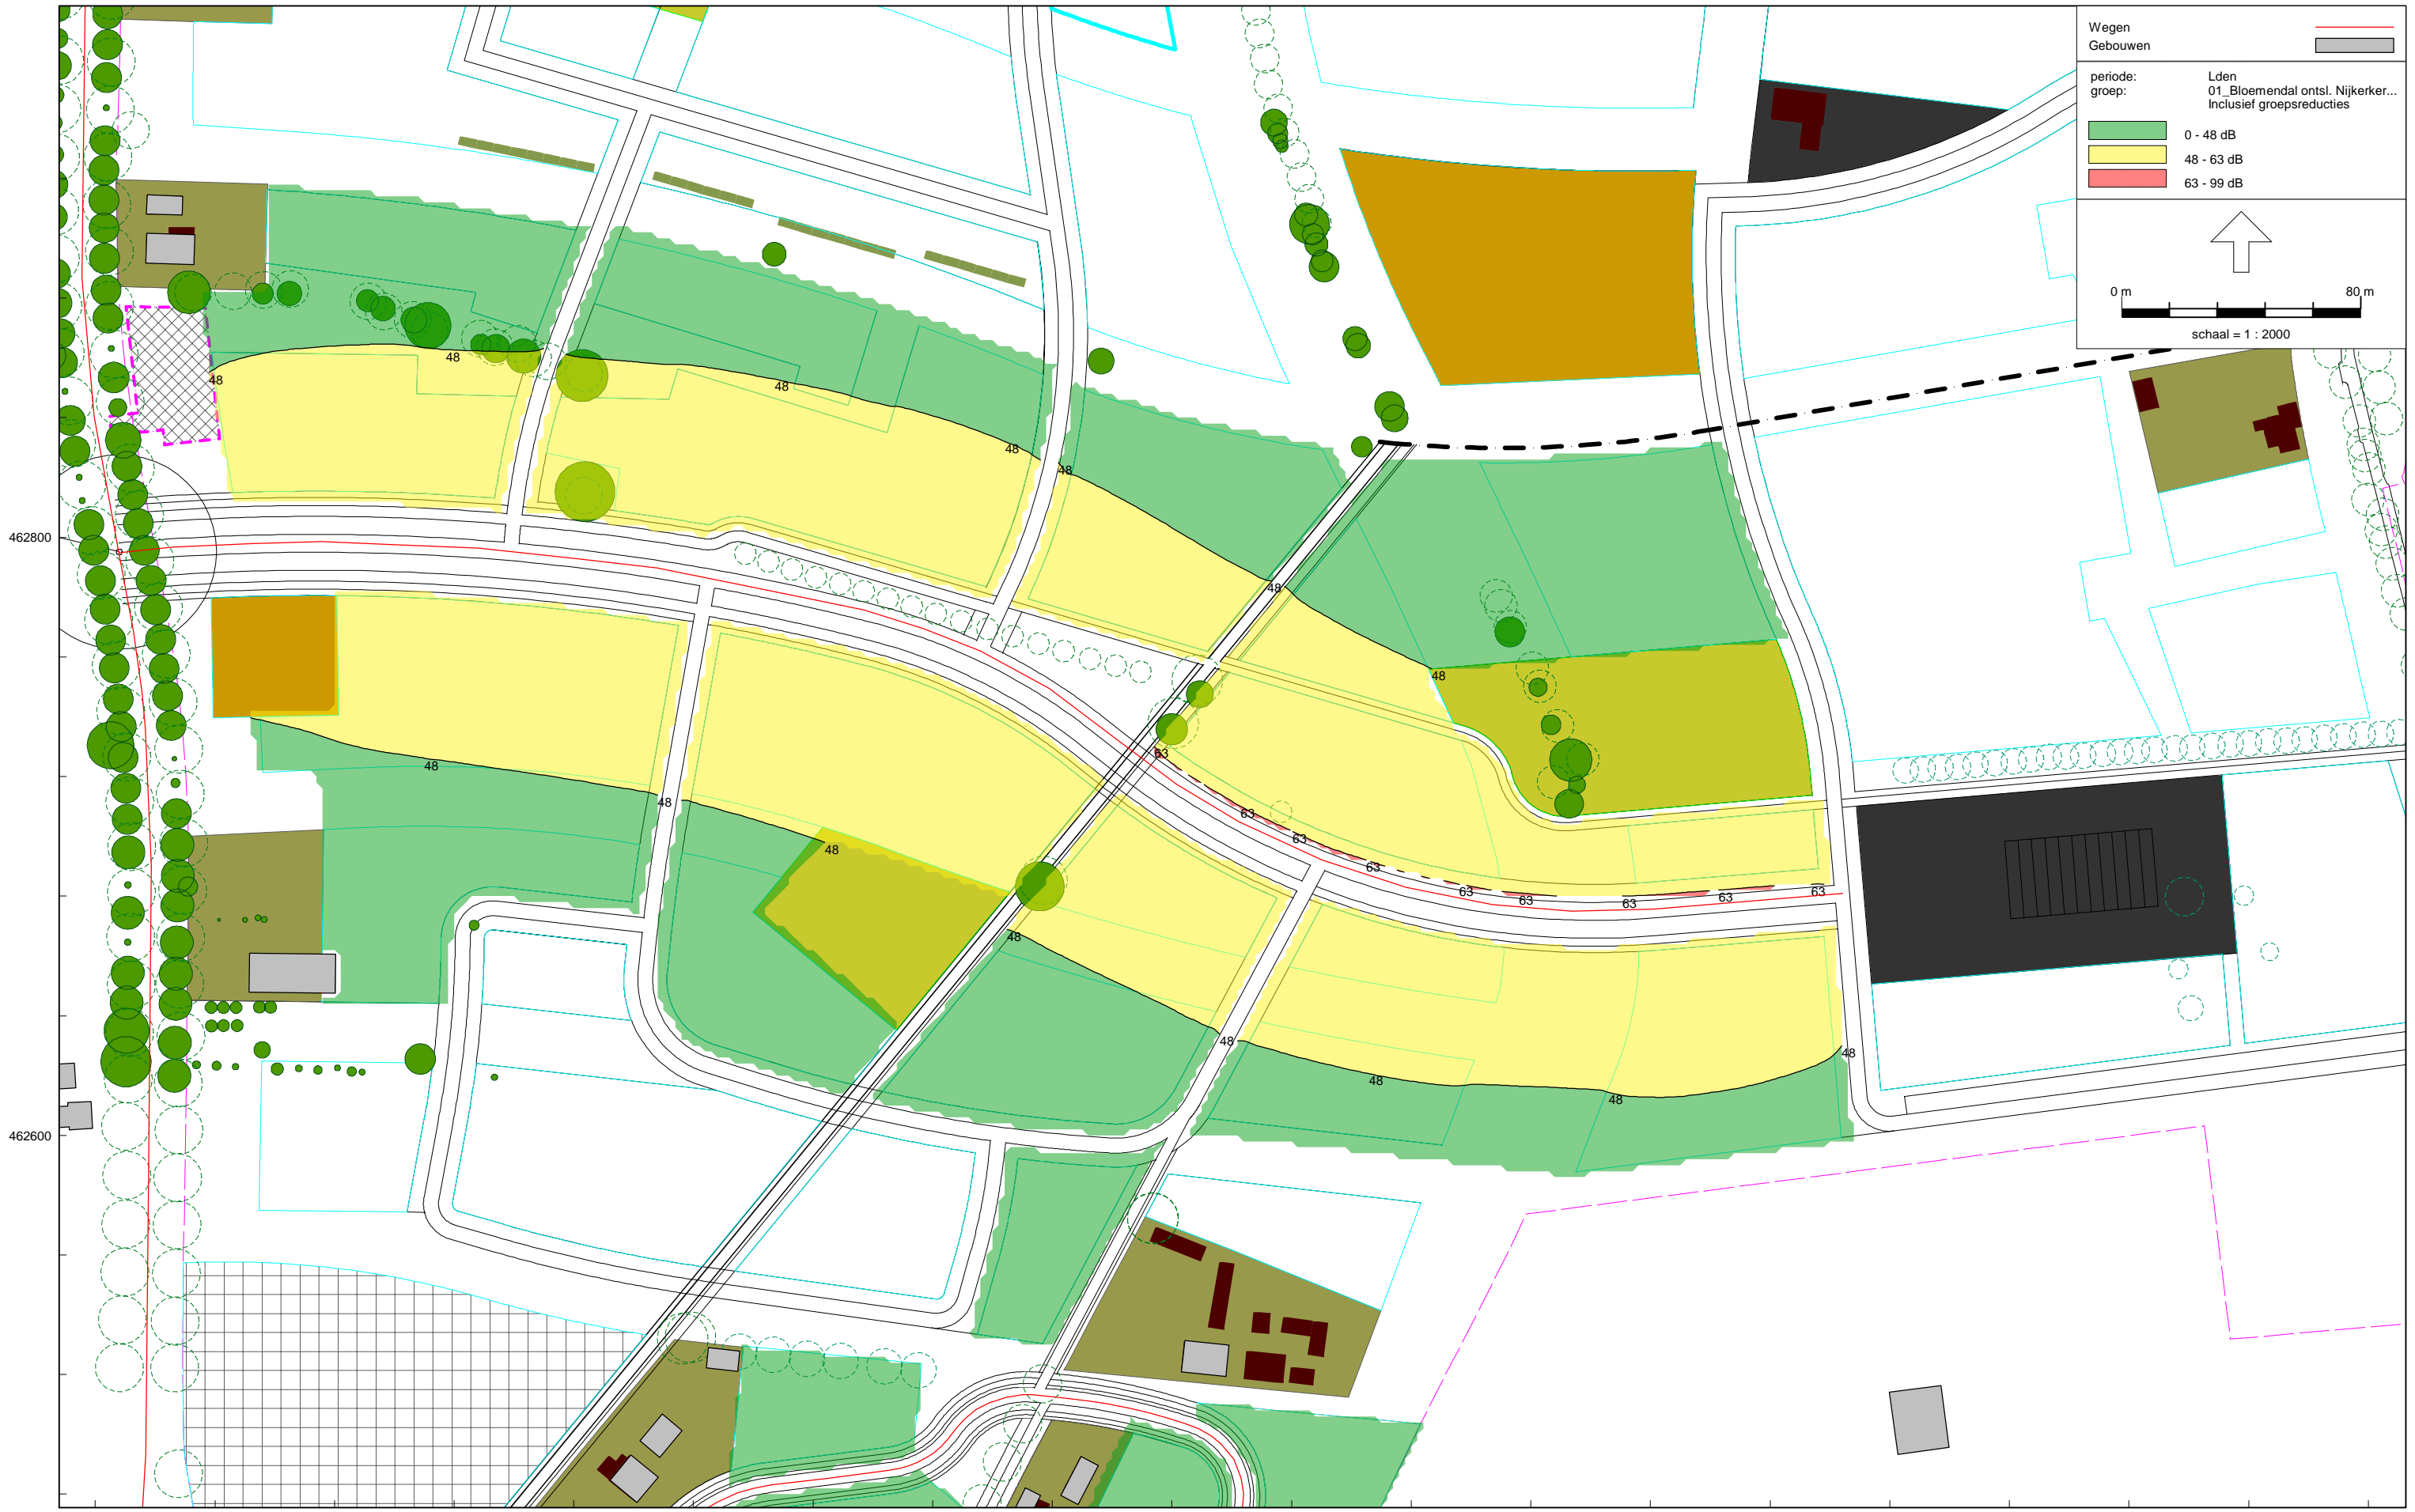 Wegen
Gebouwen
periode: Lden
groep: 01_Bloemendal ontsl. Nijkerker...
Inclusief groepsreducties
0 - 48 dB
48 - 63 dB
63 - 99 dB
0 m 80 m
schaal = 1 : 2000
48
48
48
48
48
462800
48
48
63
48
48
63
63
48
63
63
63
63
63
63
48
48
48
48
48
462600